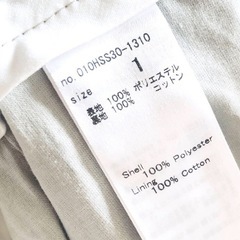 no.010HSS30-1310
size 1
表地 100% ポリエステル
裏地 100% コットン
Shell
100% Polyester
Lining
100% Cotton